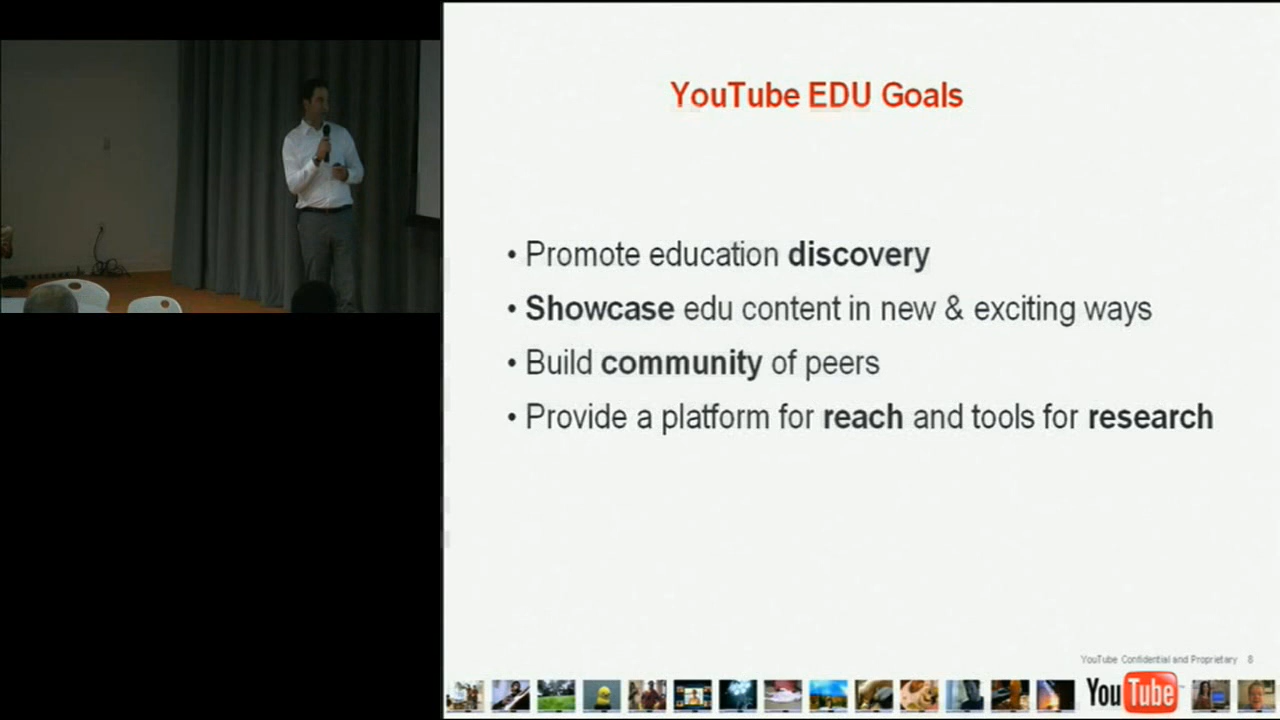 YouTube EDU Goals
• Promote education discovery
• Showcase edu content in new & exciting ways
• Build community of peers
• Provide a platform for reach and tools for research
YouTube Confidential and Proprietary 8
YouTube